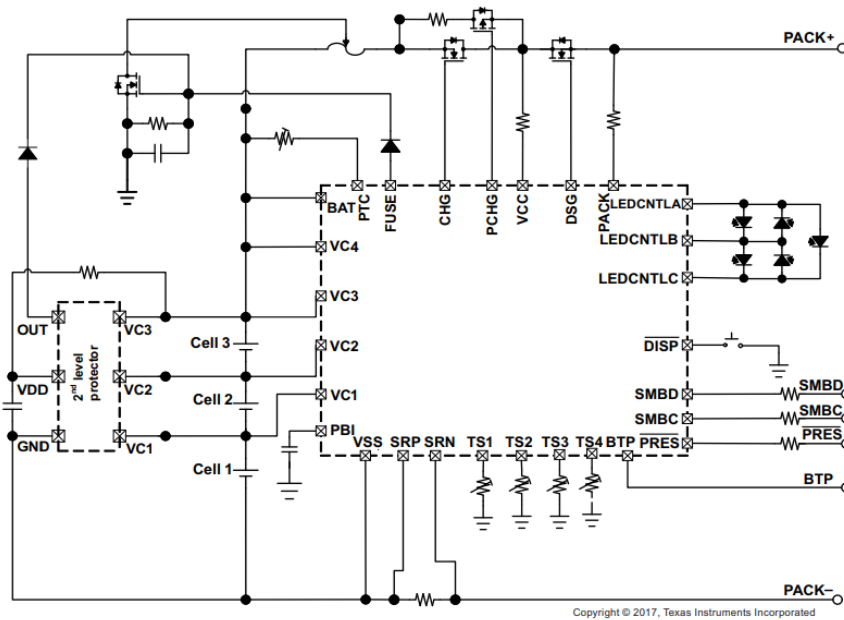 PACK+
BAT
PTC
FUSE
CHG
PCHG
VCC
DSG
PACK
LEDCNTLA
LEDCNTLB
LEDCNTLC
VC4
VC3
VC2
VC1
PBI
OUT
VDD
GND
2nd level
protector
VC3
VC2
VC1
Cell 3
Cell 2
Cell 1
DISP
SMBD
SMBC
PRES
SMBD
SMBC
PRES
VSS
SRP
SRN
TS1
TS2
TS3
TS4
BTP
BTP
PACK–
Copyright © 2017, Texas Instruments Incorporated